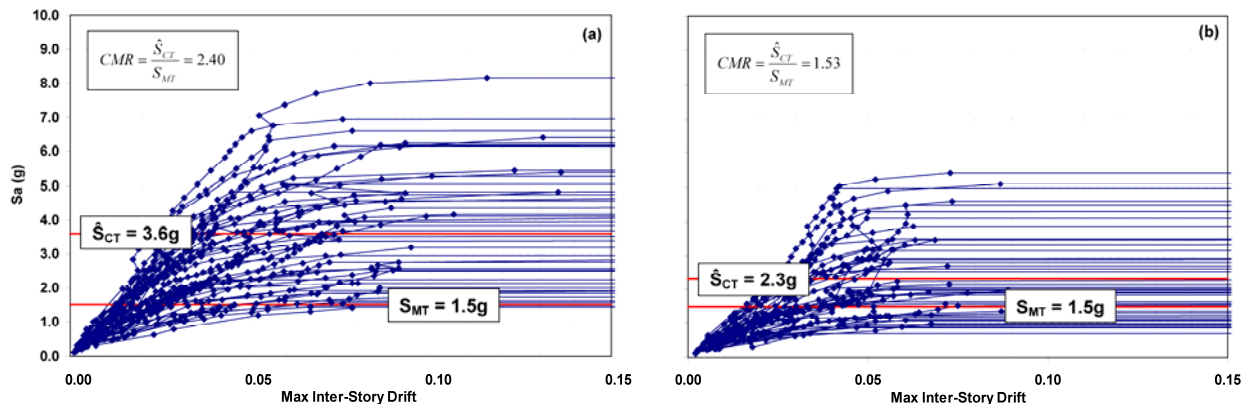 10.0
9.0
8.0
7.0
6.0
5.0
4.0
3.0
2.0
1.0
0.0
Sa (g)
(a)
CMR = Ŝ_CT / S_MT = 2.40
Ŝ_CT = 3.6g
S_MT = 1.5g
0.00 0.05 0.10 0.15
Max Inter-Story Drift
(b)
CMR = Ŝ_CT / S_MT = 1.53
Ŝ_CT = 2.3g
S_MT = 1.5g
0.00 0.05 0.10 0.15
Max Inter-Story Drift